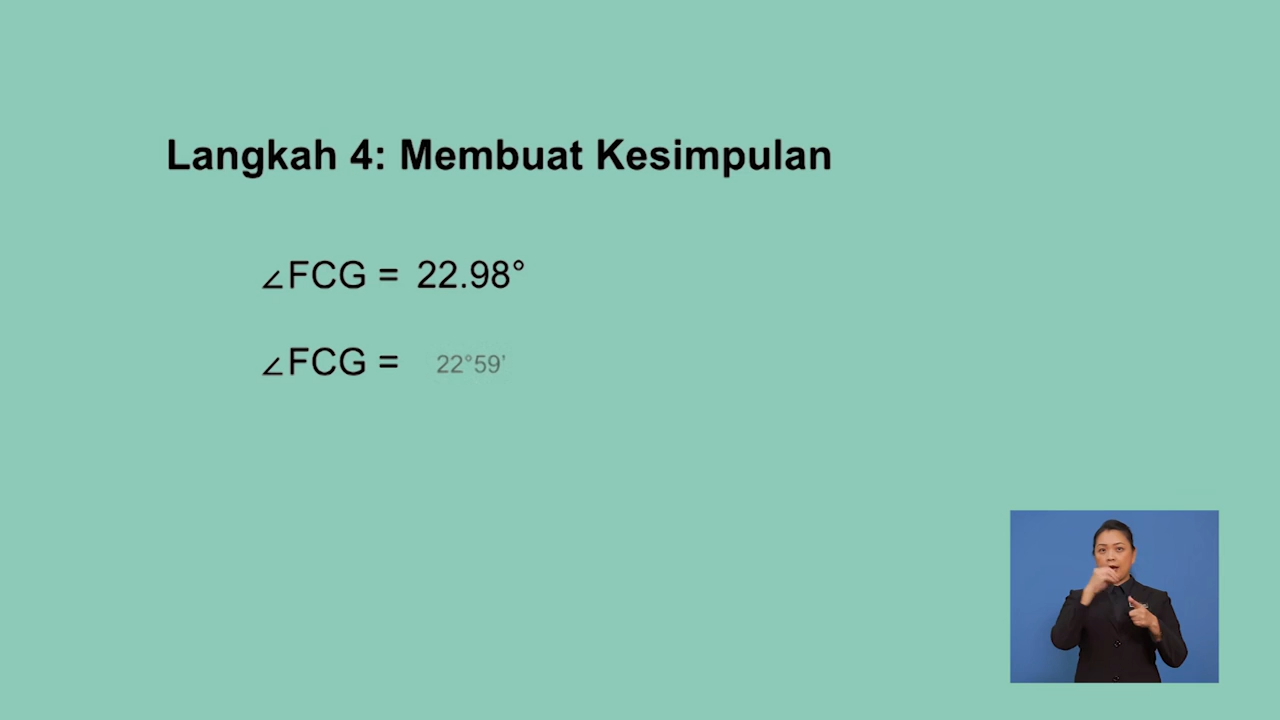 Langkah 4: Membuat Kesimpulan
∠FCG = 22.98°
∠FCG = 22°59'